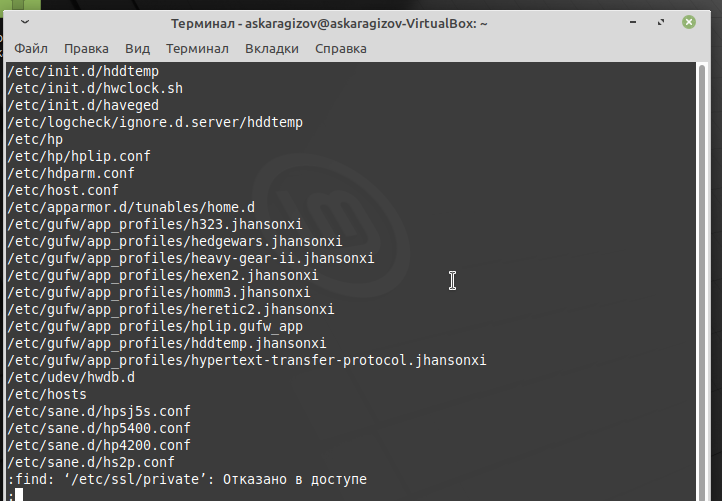 Терминал - askaragizov@askaragizov-VirtualBox: ~
Файл Правка Вид Терминал Вкладки Справка
/etc/init.d/hddtemp
/etc/init.d/hwclock.sh
/etc/init.d/haveged
/etc/logcheck/ignore.d.server/hddtemp
/etc/hp
/etc/hp/hplip.conf
/etc/hdparm.conf
/etc/host.conf
/etc/apparmor.d/tunables/home.d
/etc/gufw/app_profiles/h323.jhansonxi
/etc/gufw/app_profiles/hedgewars.jhansonxi
/etc/gufw/app_profiles/heavy-gear-ii.jhansonxi
/etc/gufw/app_profiles/hexen2.jhansonxi
/etc/gufw/app_profiles/homm3.jhansonxi
/etc/gufw/app_profiles/heretic2.jhansonxi
/etc/gufw/app_profiles/hplip.gufw_app
/etc/gufw/app_profiles/hddtemp.jhansonxi
/etc/gufw/app_profiles/hypertext-transfer-protocol.jhansonxi
/etc/udev/hwdb.d
/etc/hosts
/etc/sane.d/hpsj5s.conf
/etc/sane.d/hp5400.conf
/etc/sane.d/hp4200.conf
/etc/sane.d/hs2p.conf
:find: ‘/etc/ssl/private’: Отказано в доступе
: